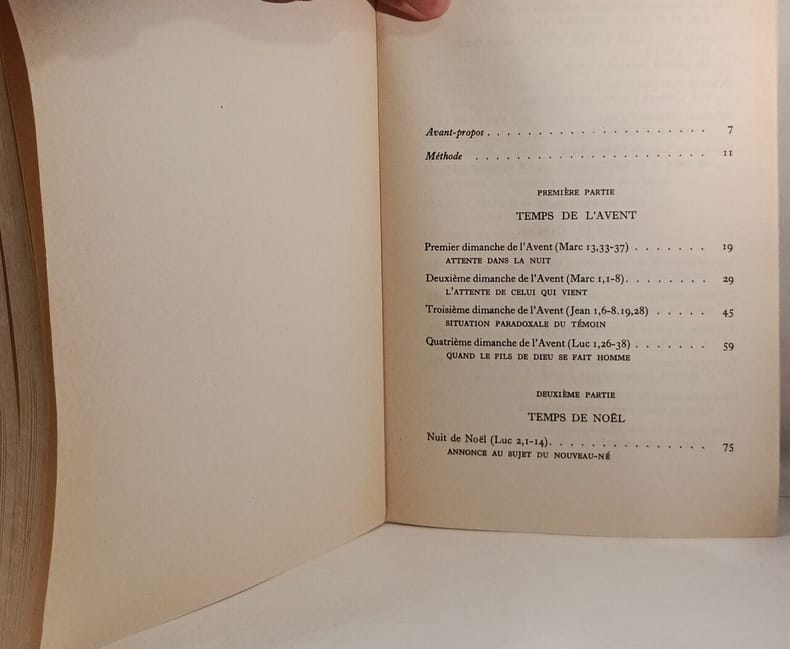 Avant-propos . . . . . . . . . . . . . . . . . . . . . . 7
Méthode . . . . . . . . . . . . . . . . . . . . . . . 11
PREMIÈRE PARTIE
TEMPS DE L'AVENT
Premier dimanche de l'Avent (Marc 13,33-37) . . . . . . . 19
ATTENTE DANS LA NUIT
Deuxième dimanche de l'Avent (Marc 1,1-8). . . . . . . . 29
L'ATTENTE DE CELUI QUI VIENT
Troisième dimanche de l'Avent (Jean 1,6-8.19,28) . . . . . 45
SITUATION PARADOXALE DU TÉMOIN
Quatrième dimanche de l'Avent (Luc 1,26-38) . . . . . . . 59
QUAND LE FILS DE DIEU SE FAIT HOMME
DEUXIÈME PARTIE
TEMPS DE NOËL
Nuit de Noël (Luc 2,1-14). . . . . . . . . . . . . . 75
ANNONCE AU SUJET DU NOUVEAU-NÉ